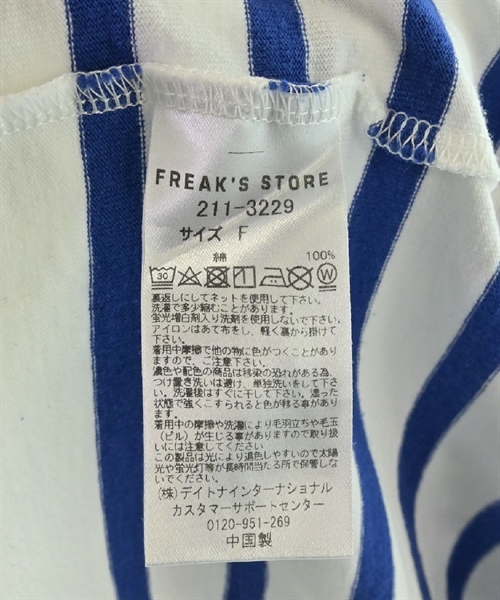 FREAK'S STORE
211-3229
サイズ F
綿 100%
30 W
裏返しにしてネットを使用して下さい。
洗濯で多少縮むことがあります。
蛍光増白剤入り洗剤を使用しないで下さい。
アイロンはあて布をし、軽く裏から掛けて
下さい。
着用中摩擦で他の物に色がつくことがあり
ますので、ご注意下さい。
濃色や配色の商品は移染の恐れがある為、
つけ置き洗いは避け、単独洗いをして下さ
い。洗濯後はすぐに干して下さい。湿った
状態で強くこすられると色が移る事があり
ます。
着用中の摩擦や洗濯により毛羽立ちや毛玉
(ピル)が生じる事がありますので取り扱
いには注意してください。
この製品は光により退色しやすいので太陽
光や蛍光灯等が長時間当たる所で保管しな
いでください。
(株)デイトナインターナショナル
カスタマーサポートセンター
0120-951-269
中国製